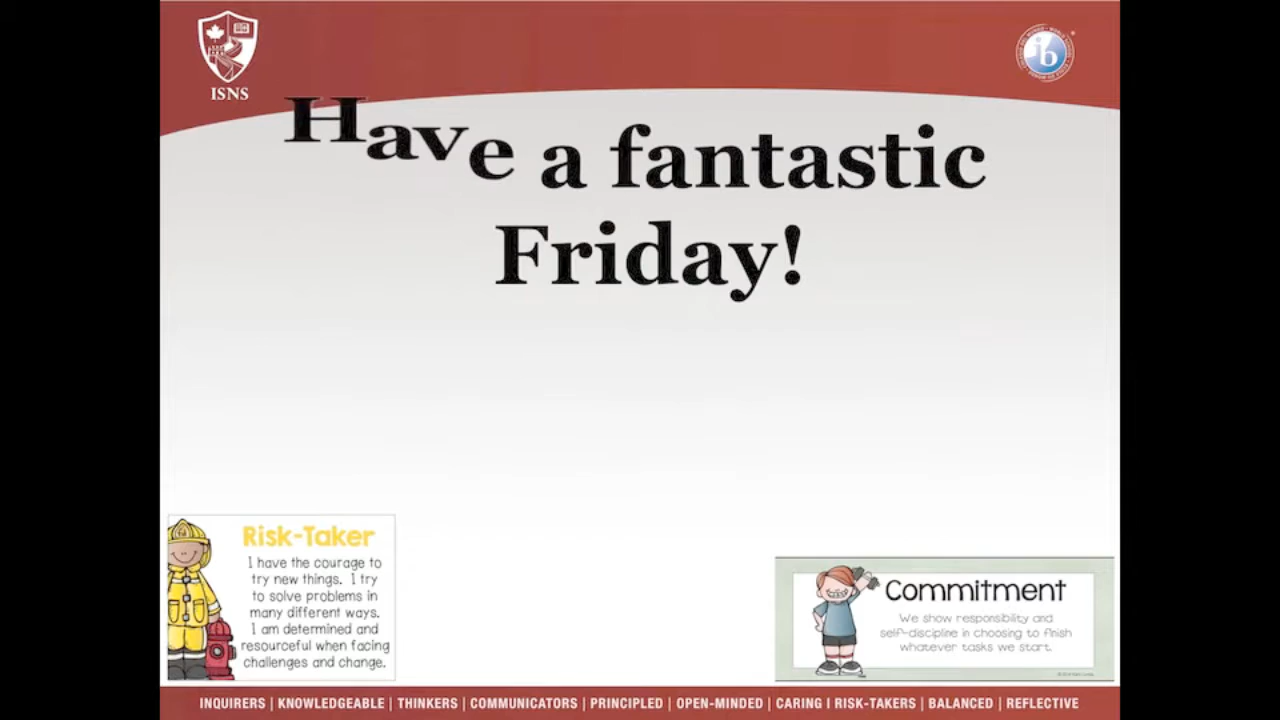 ISNS
ib
Have a fantastic
Friday!
Risk-Taker
I have the courage to
try new things. I try
to solve problems in
many different ways.
I am determined and
resourceful when facing
challenges and change.
Commitment
We show responsibility and
self-discipline in choosing to finish
whatever tasks we start.
INQUIRERS | KNOWLEDGEABLE | THINKERS | COMMUNICATORS | PRINCIPLED | OPEN-MINDED | CARING I RISK-TAKERS | BALANCED | REFLECTIVE